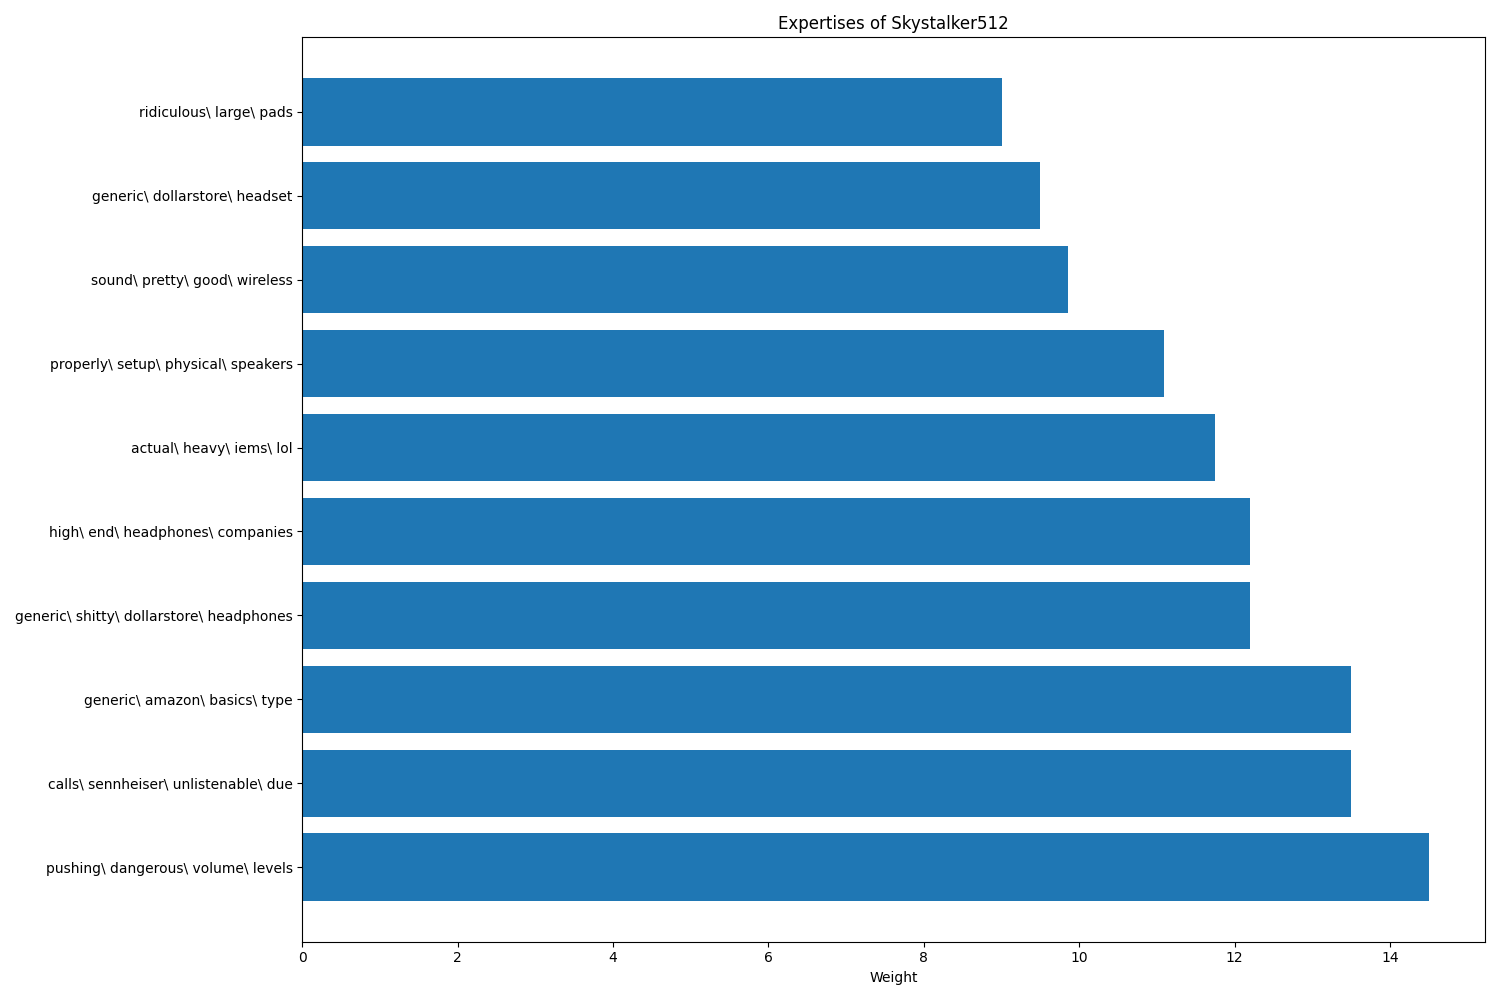 Expertises of Skystalker512
ridiculous\ large\ pads
generic\ dollarstore\ headset
sound\ pretty\ good\ wireless
properly\ setup\ physical\ speakers
actual\ heavy\ iems\ lol
high\ end\ headphones\ companies
generic\ shitty\ dollarstore\ headphones
generic\ amazon\ basics\ type
calls\ sennheiser\ unlistenable\ due
pushing\ dangerous\ volume\ levels
0 2 4 6 8 10 12 14
Weight